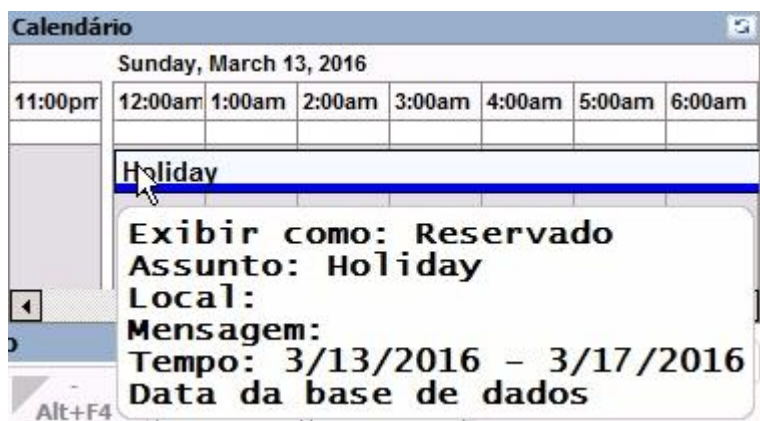 Calendário
Sunday, March 13, 2016
11:00pm 12:00am 1:00am 2:00am 3:00am 4:00am 5:00am 6:00am
Holiday
Exibir como: Reservado
Assunto: Holiday
Local:
Mensagem:
Tempo: 3/13/2016 - 3/17/2016
Data da base de dados
-
Alt+F4